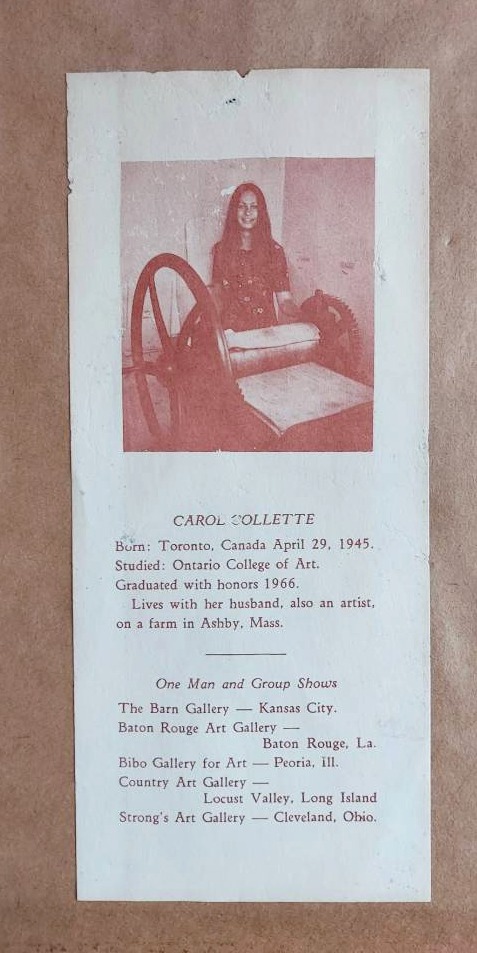 CAROL COLLETTE
Born: Toronto, Canada April 29, 1945.
Studied: Ontario College of Art.
Graduated with honors 1966.
Lives with her husband, also an artist,
on a farm in Ashby, Mass.
One Man and Group Shows
The Barn Gallery — Kansas City.
Baton Rouge Art Gallery —
Baton Rouge, La.
Bibo Gallery for Art — Peoria, Ill.
Country Art Gallery —
Locust Valley, Long Island
Strong's Art Gallery — Cleveland, Ohio.